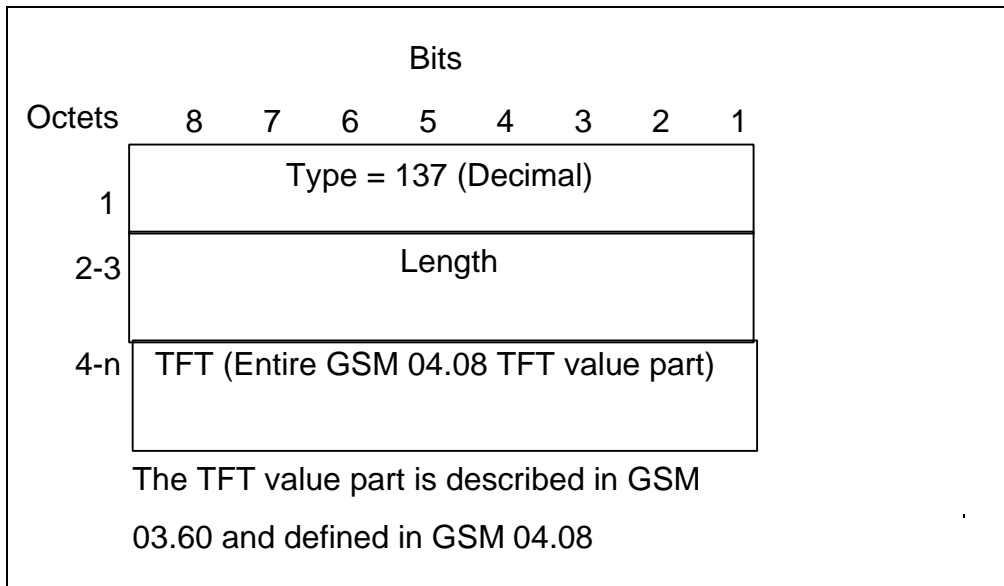 Bits
Octets 8 7 6 5 4 3 2 1
1 Type = 137 (Decimal)
2-3 Length
4-n TFT (Entire GSM 04.08 TFT value part)
The TFT value part is described in GSM
03.60 and defined in GSM 04.08